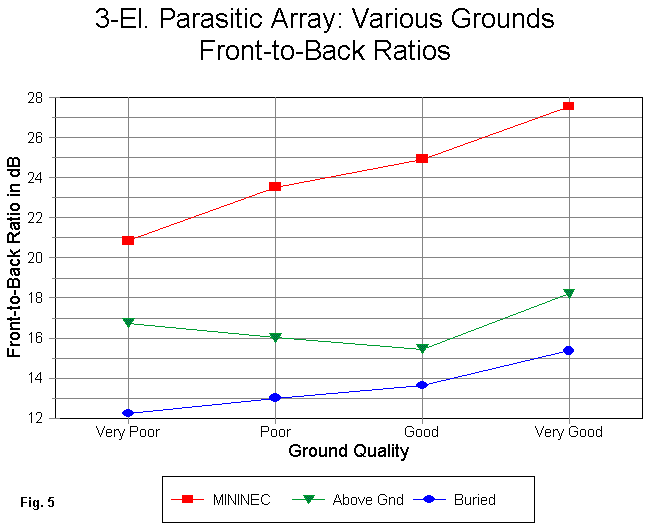 3-El. Parasitic Array: Various Grounds
Front-to-Back Ratios
Front-to-Back Ratio in dB
28
26
24
22
20
18
16
14
12
Very Poor Poor Good Very Good
Ground Quality
MININEC Above Gnd Buried
Fig. 5